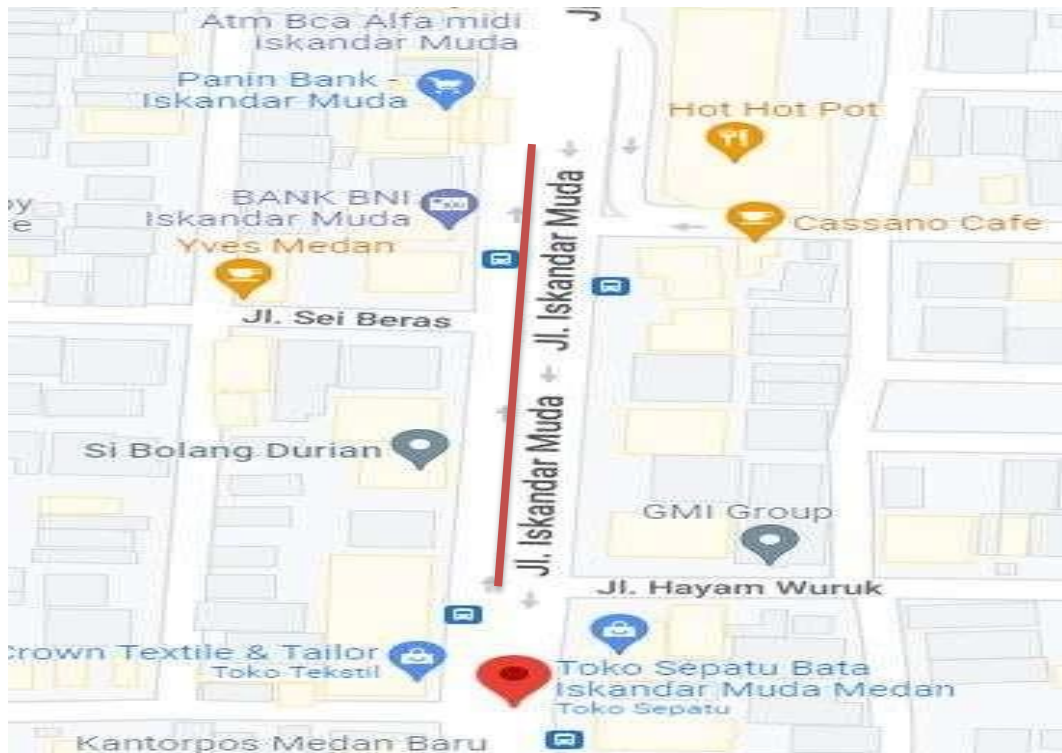 Atm Bca Alfa midi
Iskandar Muda
Panin Bank -
Iskandar Muda
Hot Hot Pot
BANK BNI
Iskandar Muda
Cassano Cafe
Yves Medan
Jl. Iskandar Muda
Jl. Sei Beras
Jl. Iskandar Muda
Si Bolang Durian
GMI Group
Jl. Hayam Wuruk
Crown Textile & Tailor
Toko Tekstil
Toko Sepatu Bata
Iskandar Muda Medan
Toko Sepatu
Kantorpos Medan Baru